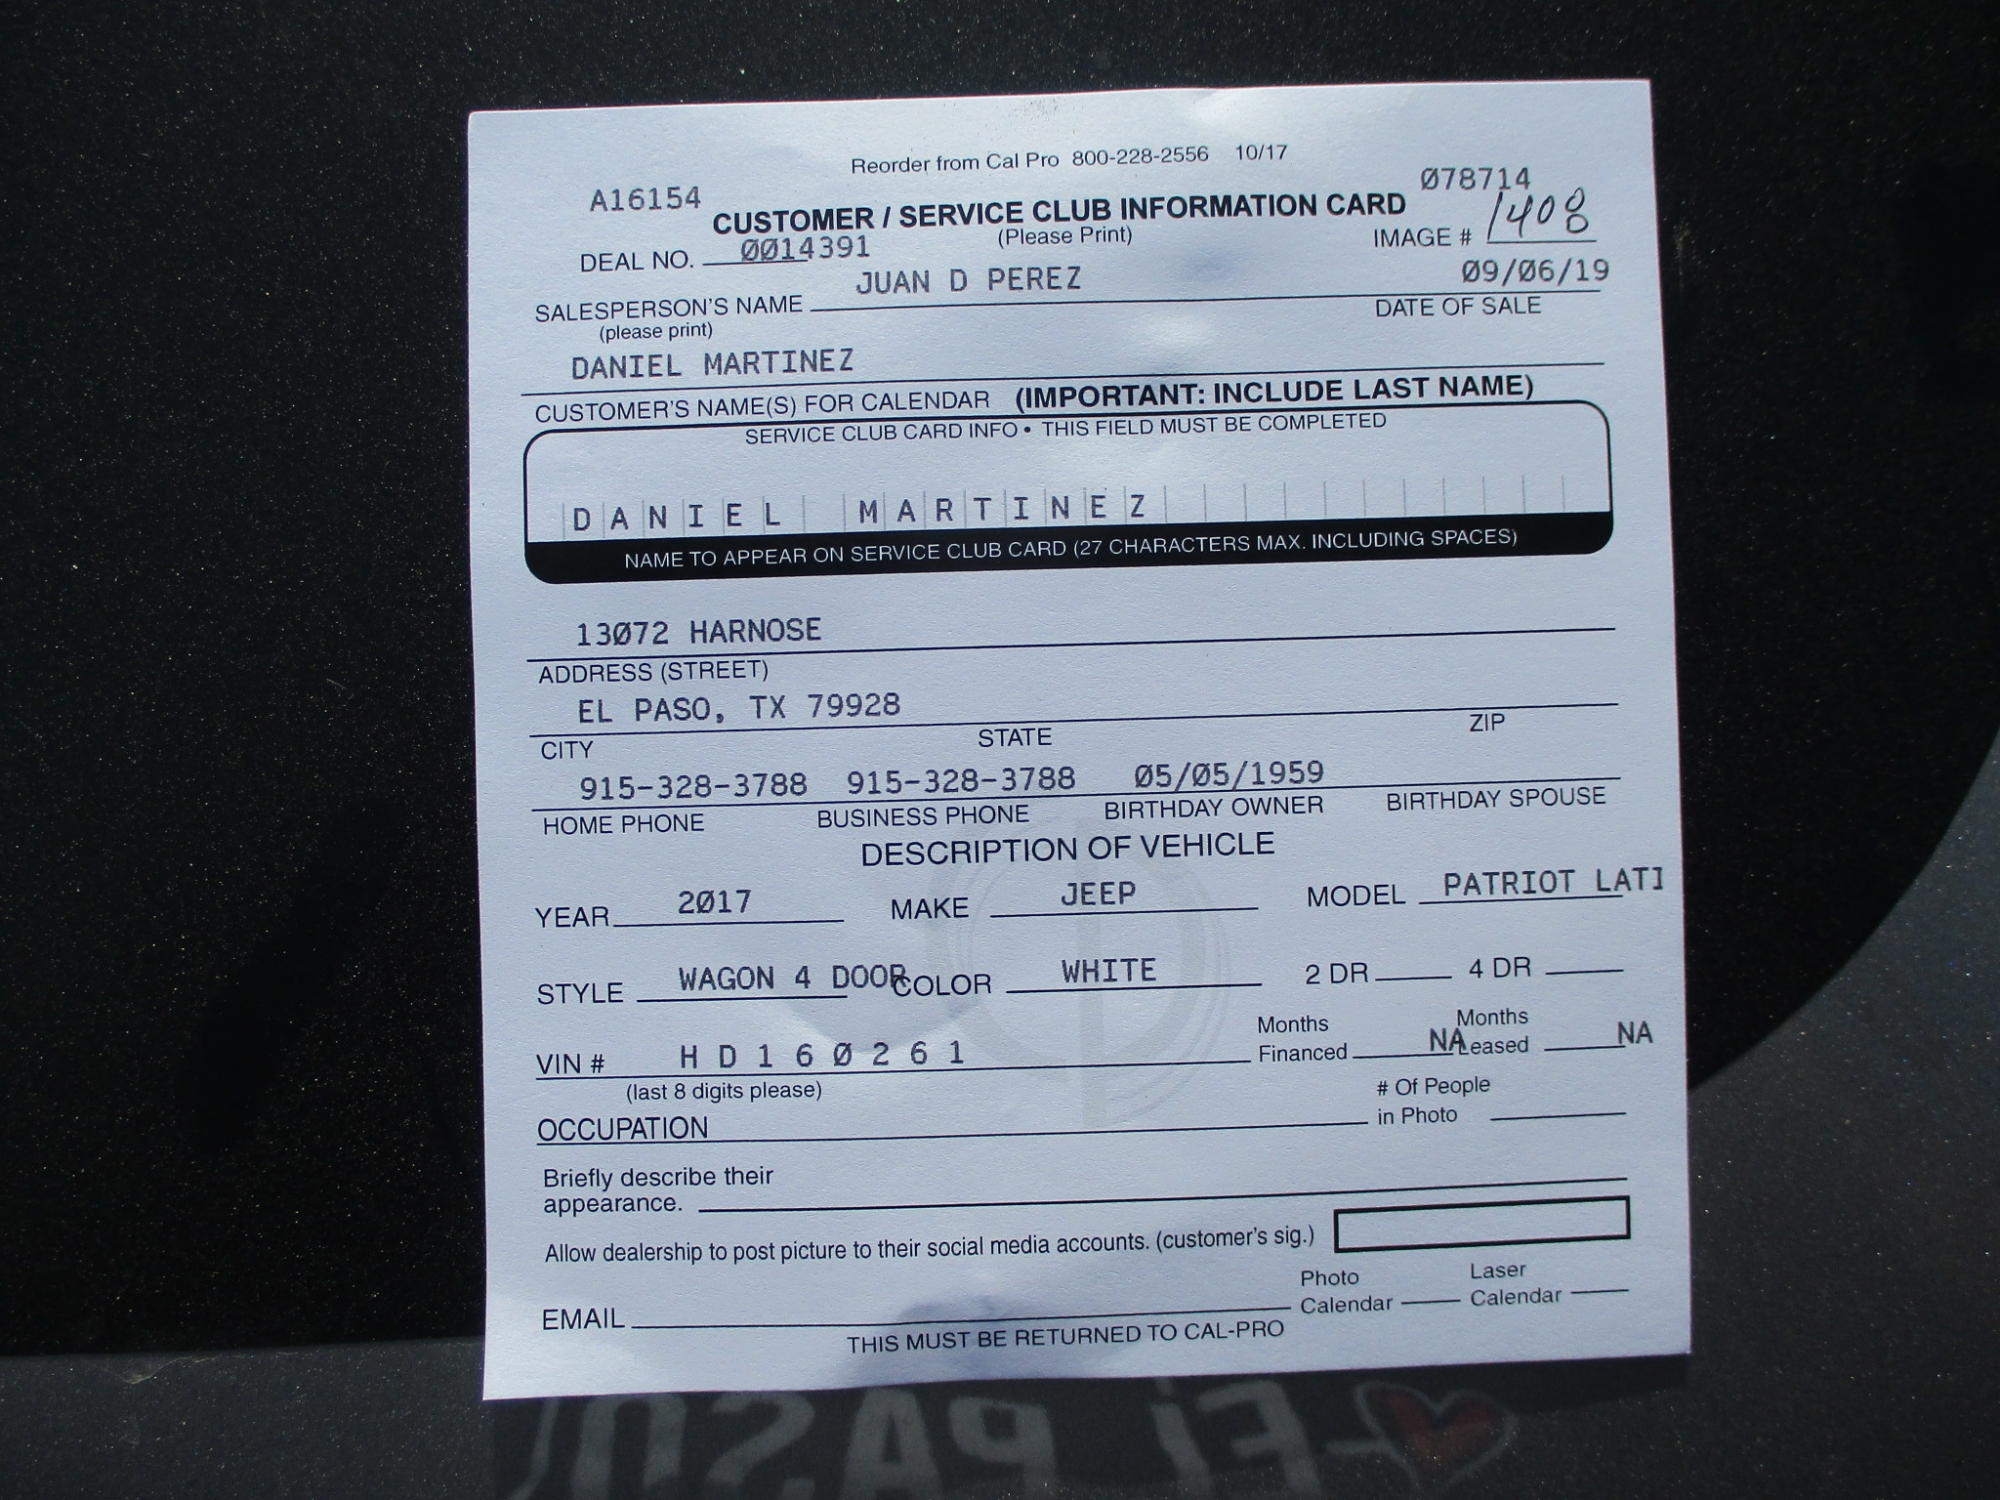 Reorder from Cal Pro 800-228-2556 10/17
A16154 Ø78714
CUSTOMER / SERVICE CLUB INFORMATION CARD
(Please Print)
DEAL NO. ØØ14391 IMAGE # 1408
JUAN D PEREZ Ø9/Ø6/19
SALESPERSON'S NAME DATE OF SALE
(please print)
DANIEL MARTINEZ
CUSTOMER'S NAME(S) FOR CALENDAR (IMPORTANT: INCLUDE LAST NAME)
SERVICE CLUB CARD INFO • THIS FIELD MUST BE COMPLETED
DANIEL MARTINEZ
NAME TO APPEAR ON SERVICE CLUB CARD (27 CHARACTERS MAX. INCLUDING SPACES)
13Ø72 HARNOSE
ADDRESS (STREET)
EL PASO, TX 79928
CITY STATE ZIP
915-328-3788 915-328-3788 Ø5/Ø5/1959
HOME PHONE BUSINESS PHONE BIRTHDAY OWNER BIRTHDAY SPOUSE
DESCRIPTION OF VEHICLE
YEAR 2Ø17 MAKE JEEP MODEL PATRIOT LATI
STYLE WAGON 4 DOOR COLOR WHITE 2 DR 4 DR
VIN # HD16Ø261 Months Financed NA Months Leased NA
(last 8 digits please)
OCCUPATION # Of People in Photo
Briefly describe their
appearance.
Allow dealership to post picture to their social media accounts. (customer's sig.)
EMAIL Photo Calendar Laser Calendar
THIS MUST BE RETURNED TO CAL-PRO
El PASO